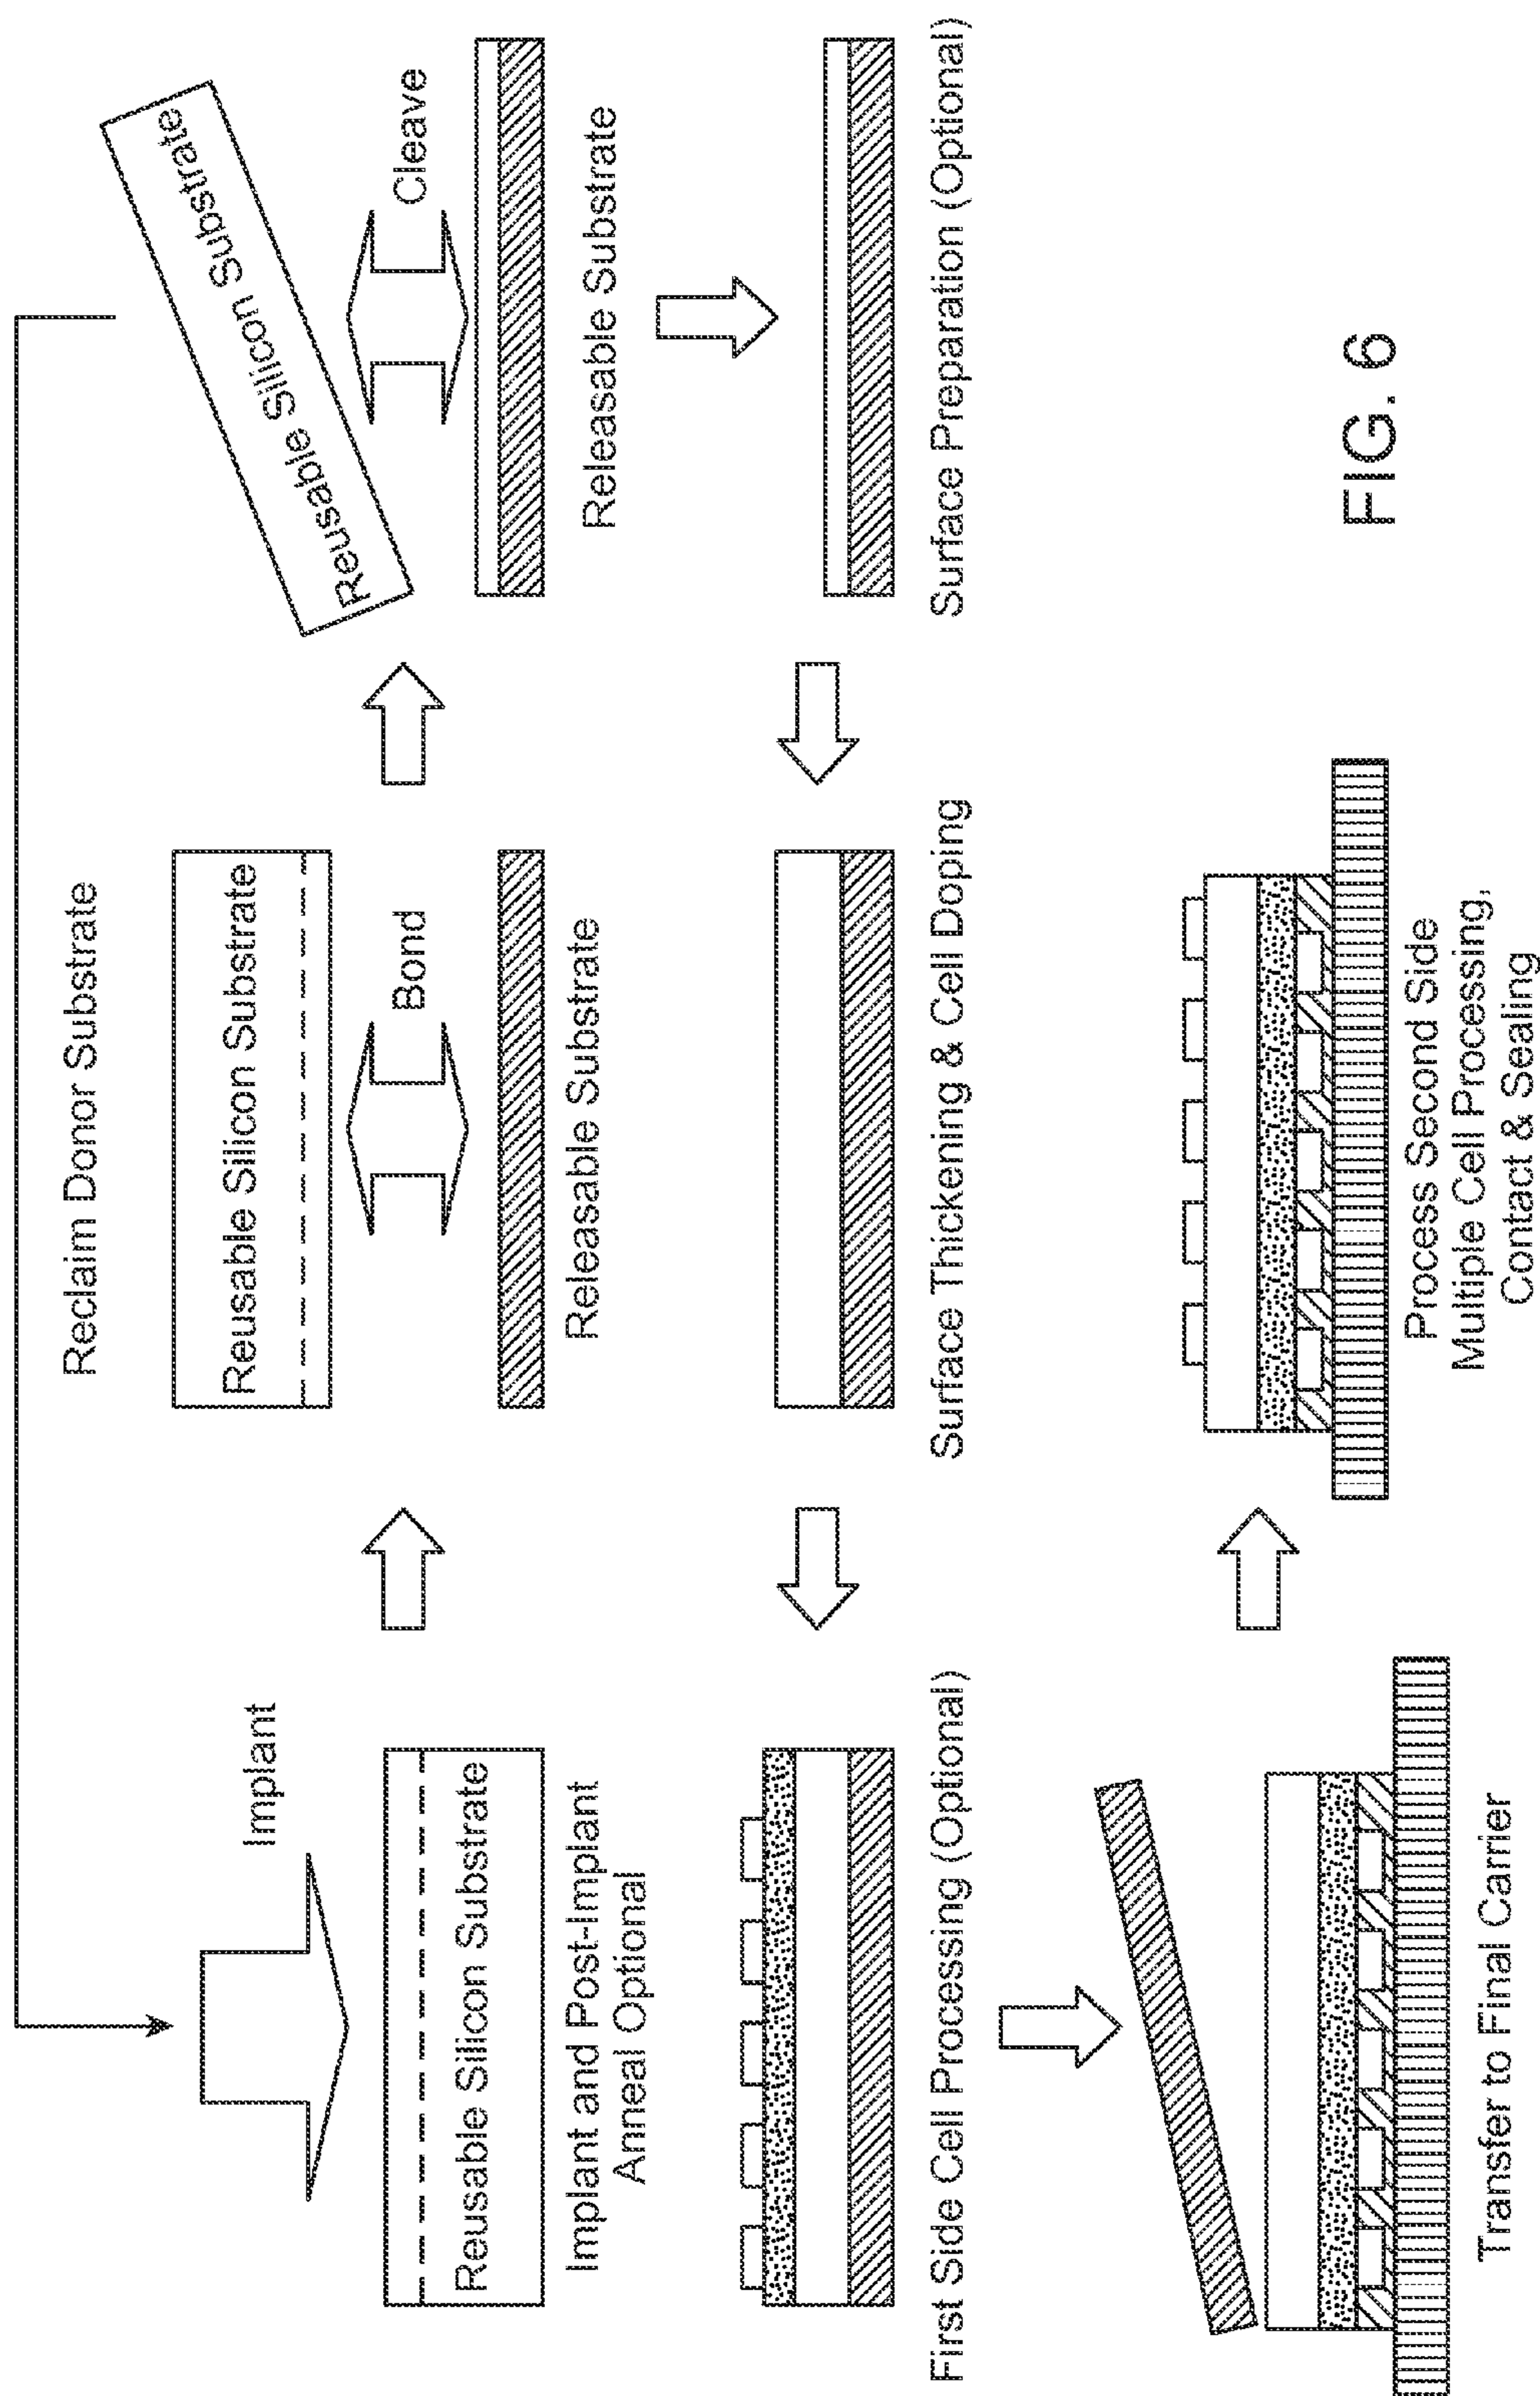 Reclaim Donor Substrate
Implant
Reusable Silicon Substrate
Implant and Post-Implant
Anneal Optional
Reusable Silicon Substrate
Bond
Releasable Substrate
Reusable Silicon Substrate
Cleave
Releasable Substrate
First Side Cell Processing (Optional)
Surface Thickening & Cell Doping
Surface Preparation (Optional)
Transfer to Final Carrier
Process Second Side
Multiple Cell Processing,
Contact & Sealing
FIG. 6